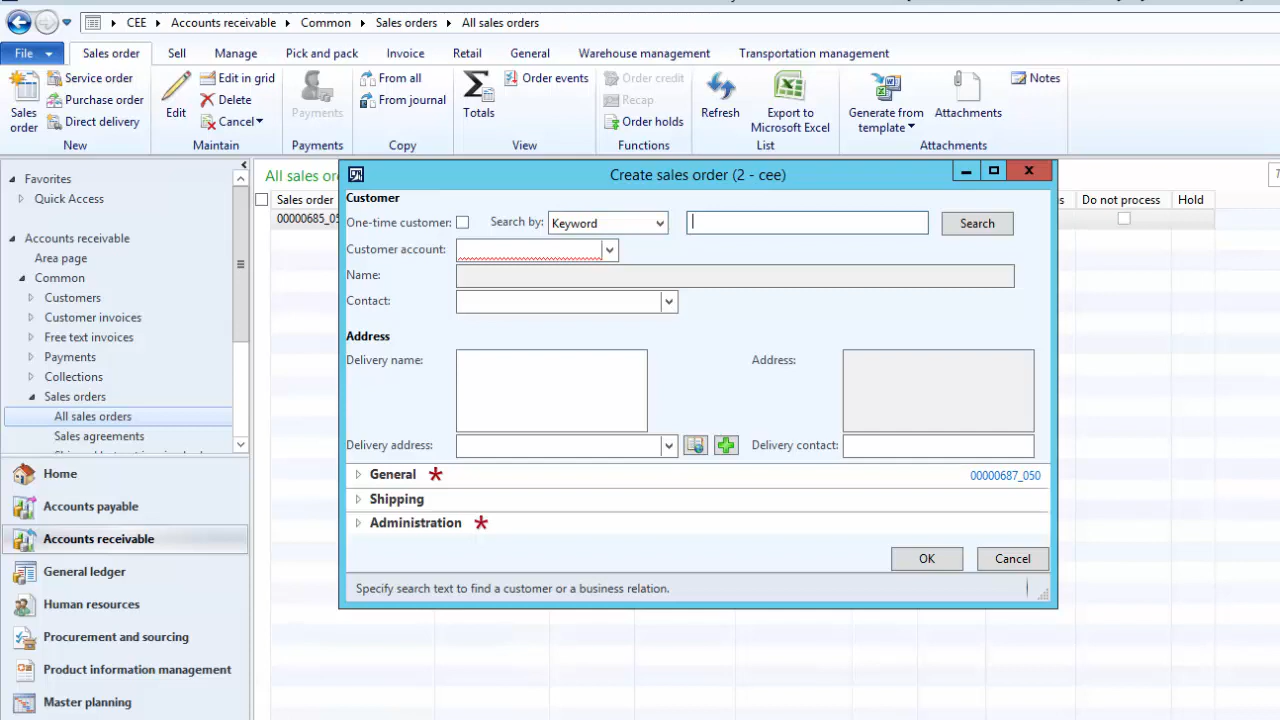 CEE Accounts receivable Common Sales orders All sales orders
File Sales order Sell Manage Pick and pack Invoice Retail General Warehouse management Transportation management
Sales order
Service order
Purchase order
Direct delivery
New
Edit
Edit in grid
Delete
Cancel
Maintain
Payments
Payments
From all
From journal
Copy
Totals
Order events
View
Order credit
Recap
Order holds
Functions
Refresh
Export to
Microsoft Excel
List
Generate from
template
Attachments
Notes
Attachments
Favorites
Quick Access
Accounts receivable
Area page
Common
Customers
Customer invoices
Free text invoices
Payments
Collections
Sales orders
All sales orders
Sales agreements
Home
Accounts payable
Accounts receivable
General ledger
Human resources
Procurement and sourcing
Product information management
Master planning
All sales or
Sales order
00000685_05
Do not process Hold
Create sales order (2 - cee)
Customer
One-time customer: Search by: Keyword Search
Customer account:
Name:
Contact:
Address
Delivery name: Address:
Delivery address: Delivery contact:
General * 00000687_050
Shipping
Administration *
OK Cancel
Specify search text to find a customer or a business relation.